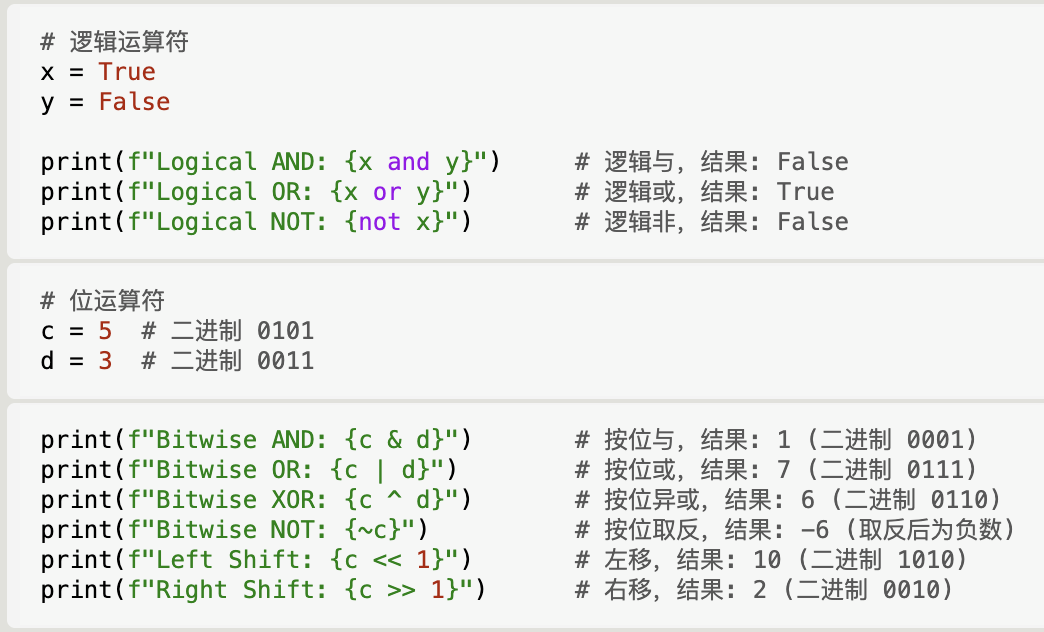 # 逻辑运算符
x = True
y = False
print(f"Logical AND: {x and y}")     # 逻辑与，结果: False
print(f"Logical OR: {x or y}")       # 逻辑或，结果: True
print(f"Logical NOT: {not x}")       # 逻辑非，结果: False
# 位运算符
c = 5  # 二进制 0101
d = 3  # 二进制 0011
print(f"Bitwise AND: {c & d}")       # 按位与，结果: 1 (二进制 0001)
print(f"Bitwise OR: {c | d}")        # 按位或，结果: 7 (二进制 0111)
print(f"Bitwise XOR: {c ^ d}")       # 按位异或，结果: 6 (二进制 0110)
print(f"Bitwise NOT: {~c}")          # 按位取反，结果: -6 (取反后为负数)
print(f"Left Shift: {c << 1}")       # 左移，结果: 10 (二进制 1010)
print(f"Right Shift: {c >> 1}")      # 右移，结果: 2 (二进制 0010)